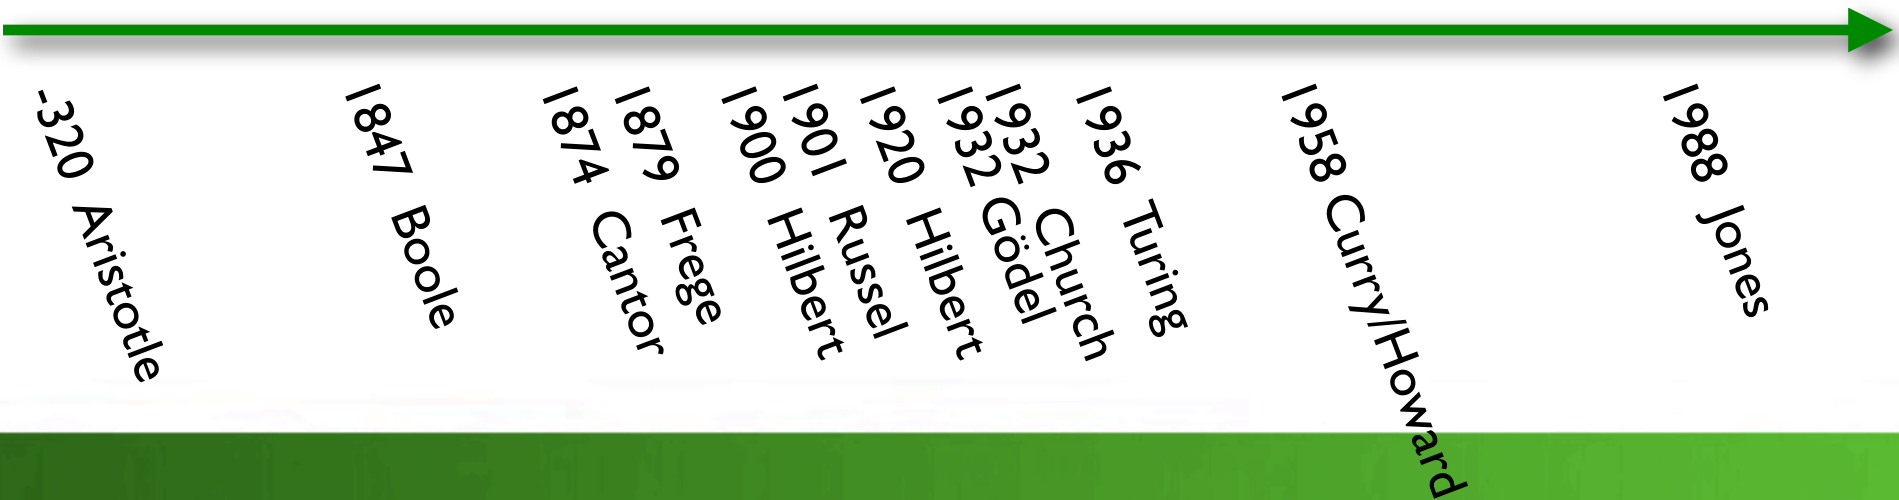 -320 Aristotle
1847 Boole
1874 Cantor
1879 Frege
1900 Hilbert
1901 Russel
1920 Hilbert
1932 Gödel
1932 Church
1936 Turing
1958 Curry/Howard
1988 Jones